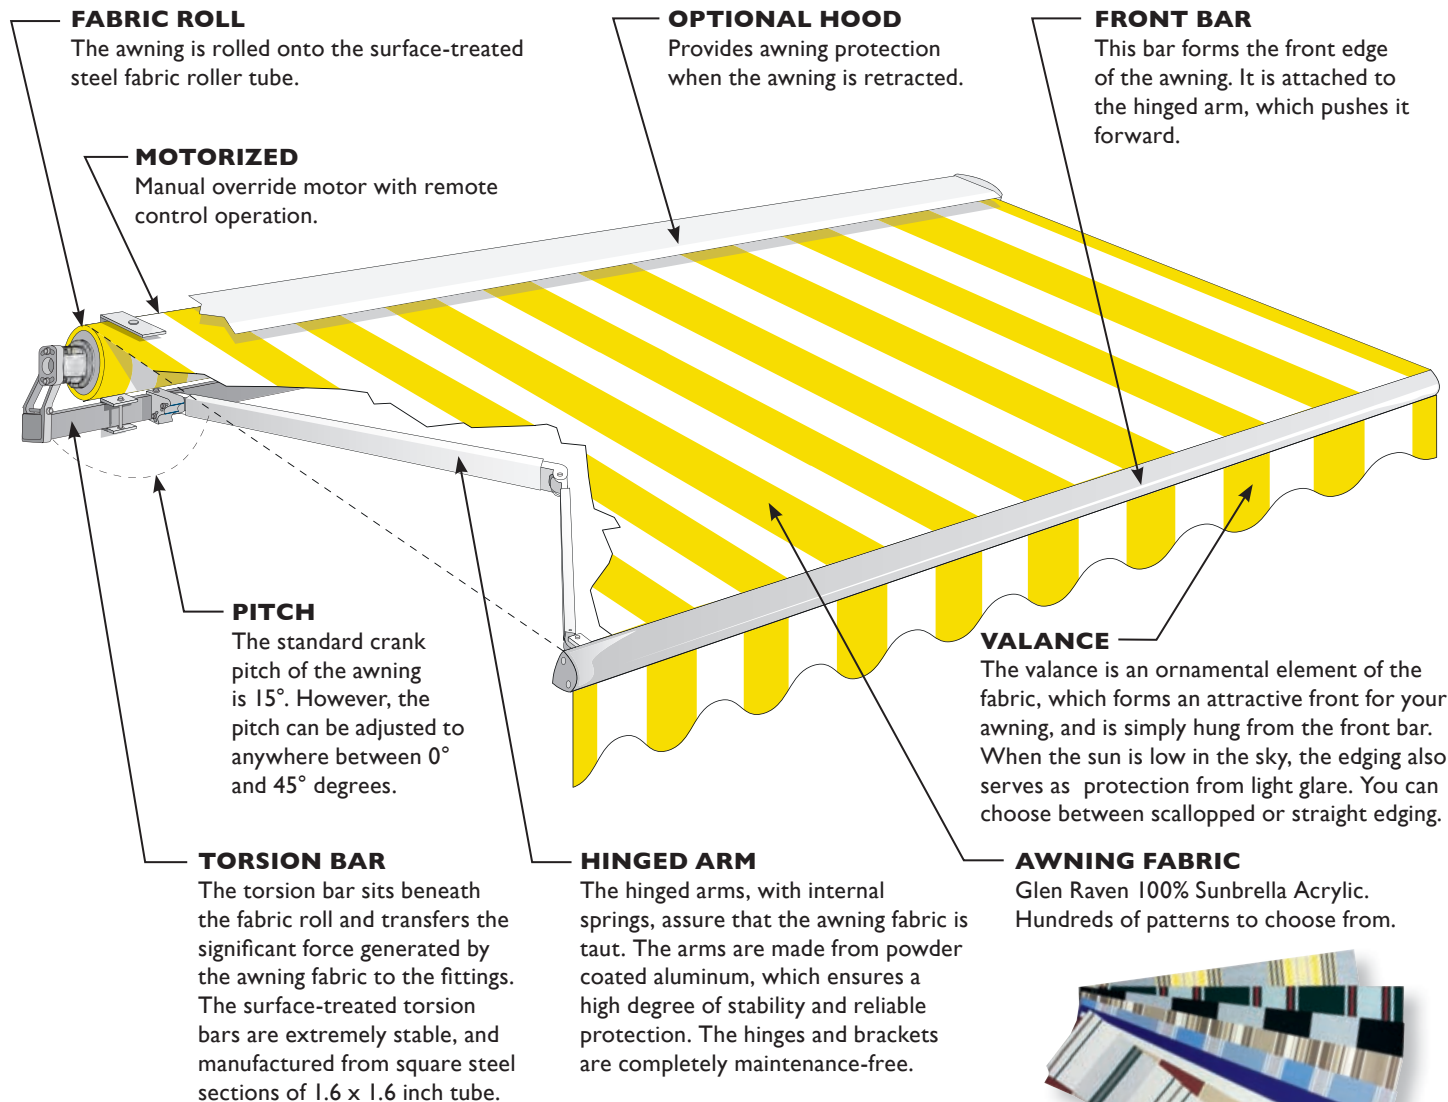 FABRIC ROLL
The awning is rolled onto the surface-treated
steel fabric roller tube.
OPTIONAL HOOD
Provides awning protection
when the awning is retracted.
FRONT BAR
This bar forms the front edge
of the awning. It is attached to
the hinged arm, which pushes it
forward.
MOTORIZED
Manual override motor with remote
control operation.
PITCH
The standard crank
pitch of the awning
is 15°. However, the
pitch can be adjusted to
anywhere between 0°
and 45° degrees.
VALANCE
The valance is an ornamental element of the
fabric, which forms an attractive front for your
awning, and is simply hung from the front bar.
When the sun is low in the sky, the edging also
serves as  protection from light glare. You can
choose between scallopped or straight edging.
TORSION BAR
The torsion bar sits beneath
the fabric roll and transfers the
significant force generated by
the awning fabric to the fittings.
The surface-treated torsion
bars are extremely stable, and
manufactured from square steel
sections of 1.6 x 1.6 inch tube.
HINGED ARM
The hinged arms, with internal
springs, assure that the awning fabric is
taut. The arms are made from powder
coated aluminum, which ensures a
high degree of stability and reliable
protection. The hinges and brackets
are completely maintenance-free.
AWNING FABRIC
Glen Raven 100% Sunbrella Acrylic.
Hundreds of patterns to choose from.